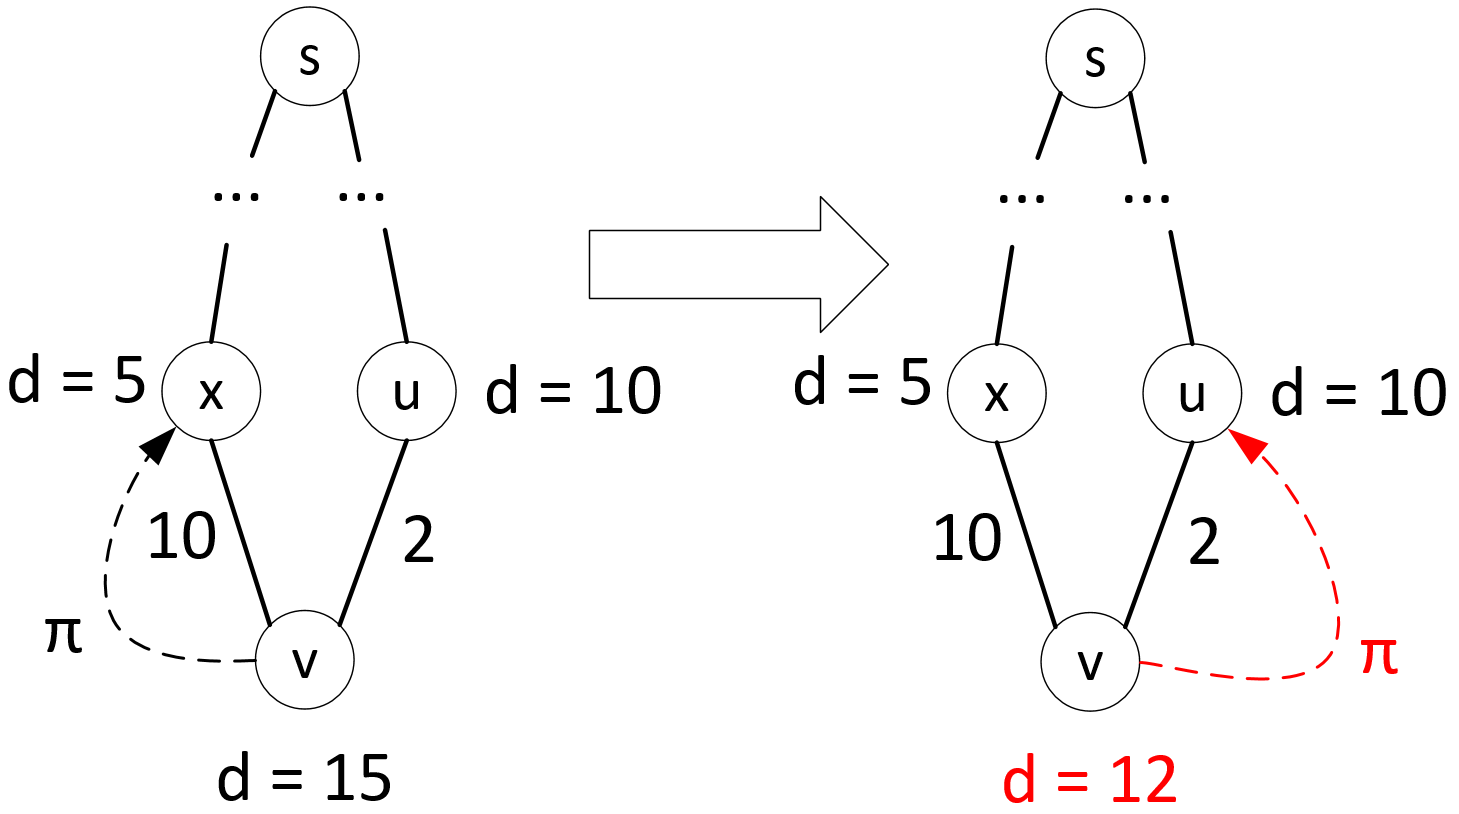 s
... ...
d = 5 x u d = 10
10 2
π
v
d = 15
s
... ...
d = 5 x u d = 10
10 2
π
v
d = 12